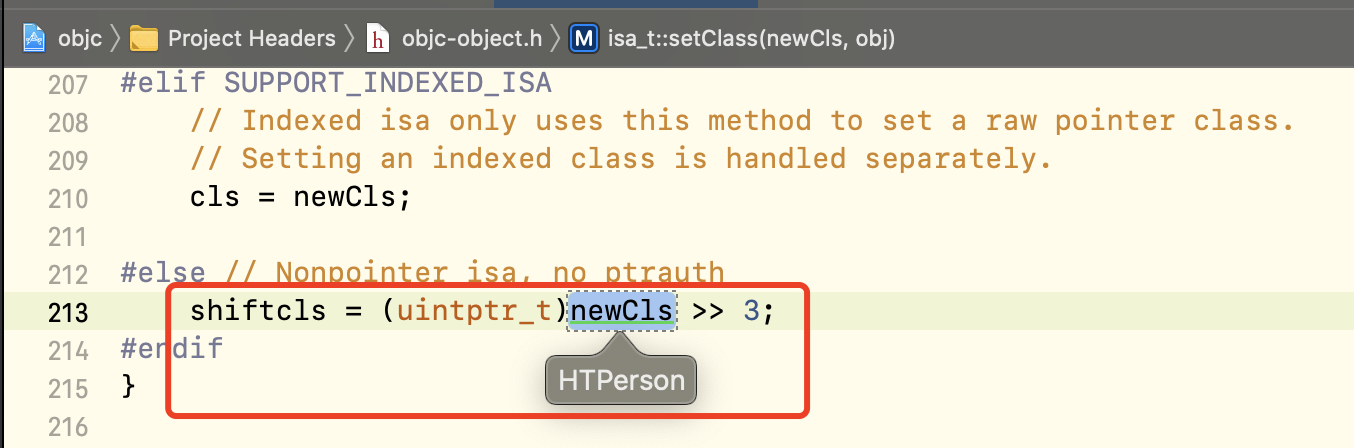 objc 〉 Project Headers 〉 h objc-object.h 〉 M isa_t::setClass(newCls, obj)
207 #elif SUPPORT_INDEXED_ISA
208     // Indexed isa only uses this method to set a raw pointer class.
209     // Setting an indexed class is handled separately.
210     cls = newCls;
211
212 #else // Nonpointer isa, no ptrauth
213     shiftcls = (uintptr_t)newCls >> 3;
214 #endif
HTPerson
215 }
216